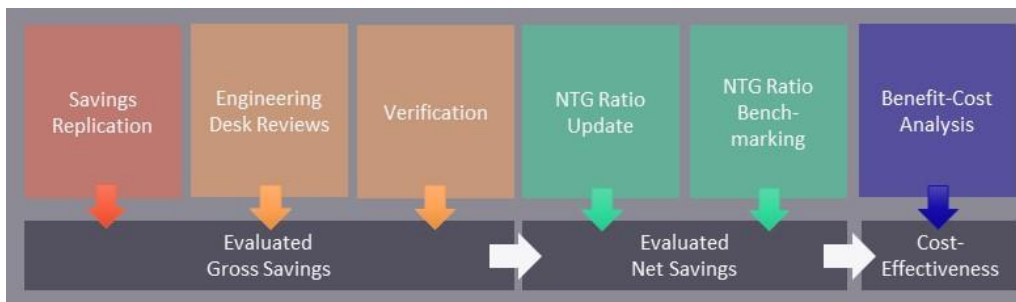 Savings
Replication
Engineering
Desk Reviews
Verification
NTG Ratio
Update
NTG Ratio
Bench-
marking
Benefit-Cost
Analysis
Evaluated
Gross Savings
Evaluated
Net Savings
Cost-
Effectiveness